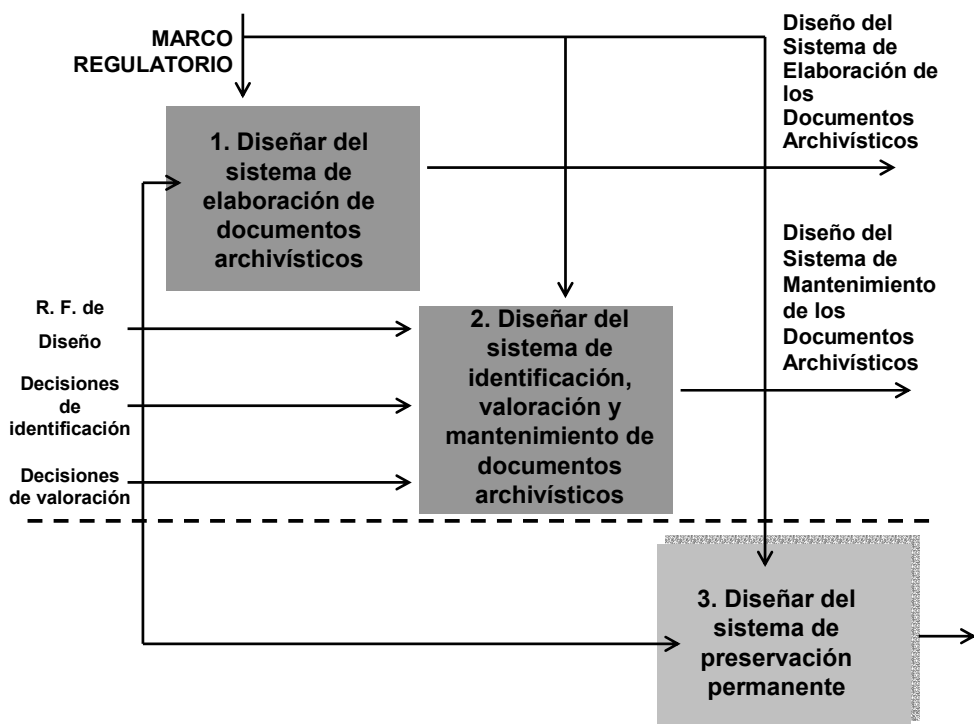 MARCO
REGULATORIO
Diseño del
Sistema de
Elaboración de
los
Documentos
Archivísticos
1. Diseñar del
sistema de
elaboración de
documentos
archivísticos
Diseño del
Sistema de
Mantenimiento
de los
Documentos
Archivísticos
R. F. de
Diseño
Decisiones
de
identificación
Decisiones
de valoración
2. Diseñar del
sistema de
identificación,
valoración y
mantenimiento de
documentos
archivísticos
3. Diseñar del
sistema de
preservación
permanente